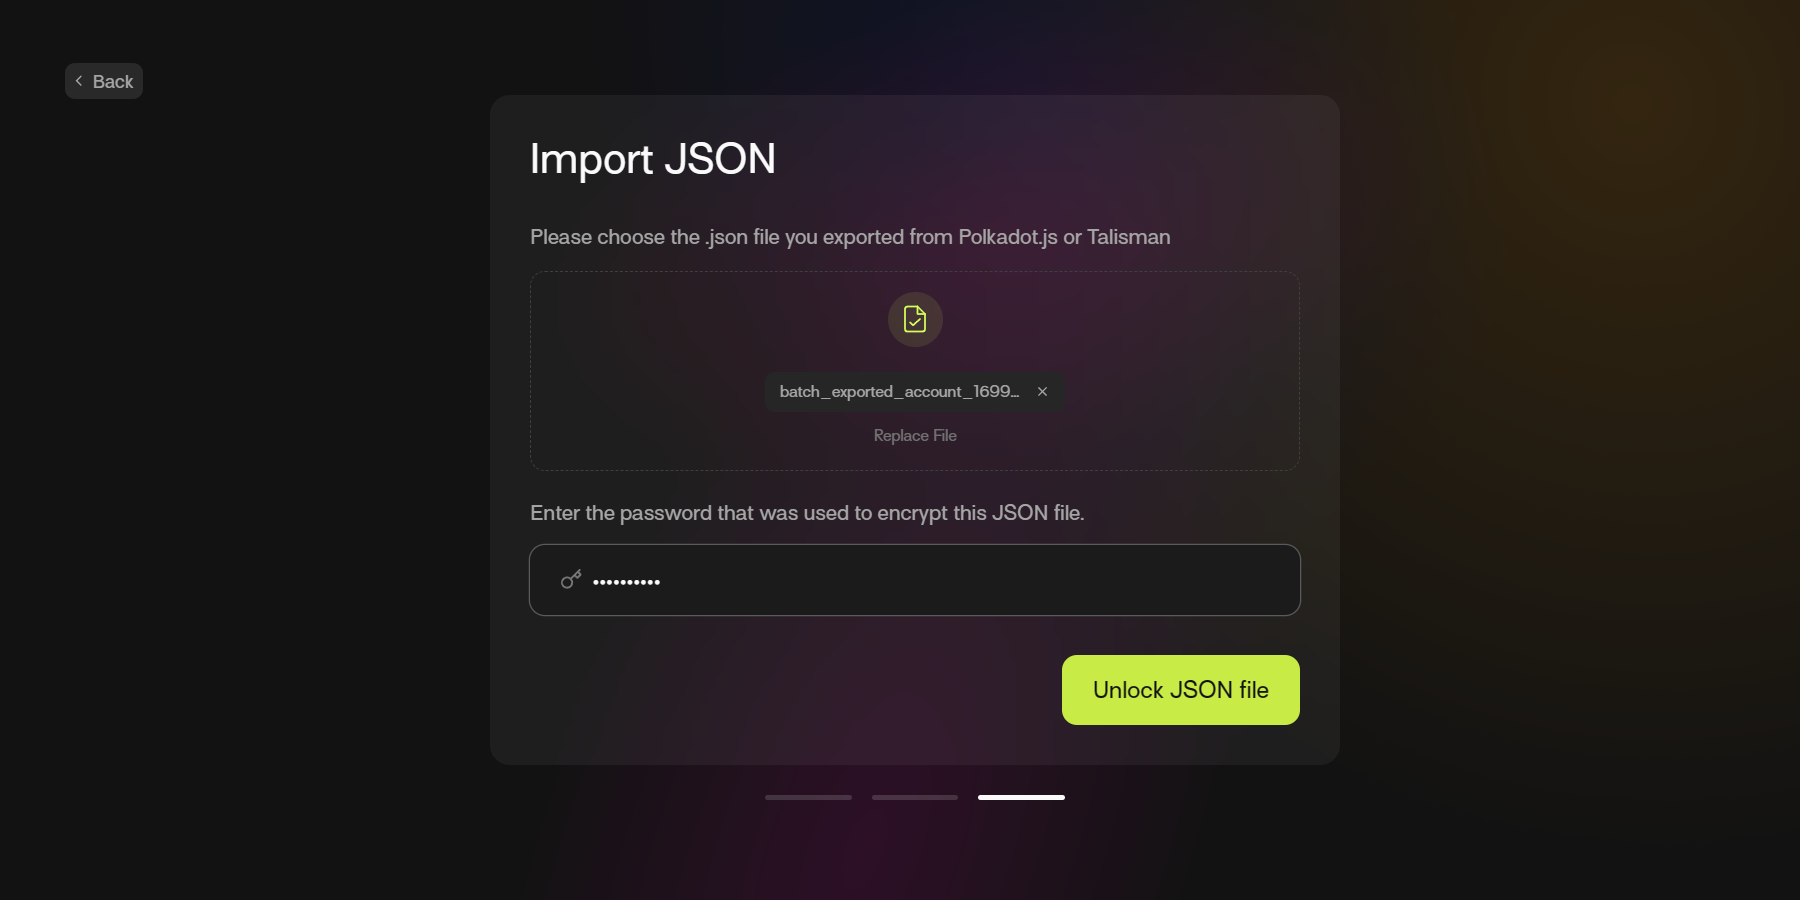 Back
Import JSON
Please choose the .json file you exported from Polkadot.js or Talisman
batch_exported_account_1699...
Replace File
Enter the password that was used to encrypt this JSON file.
••••••••••
Unlock JSON file